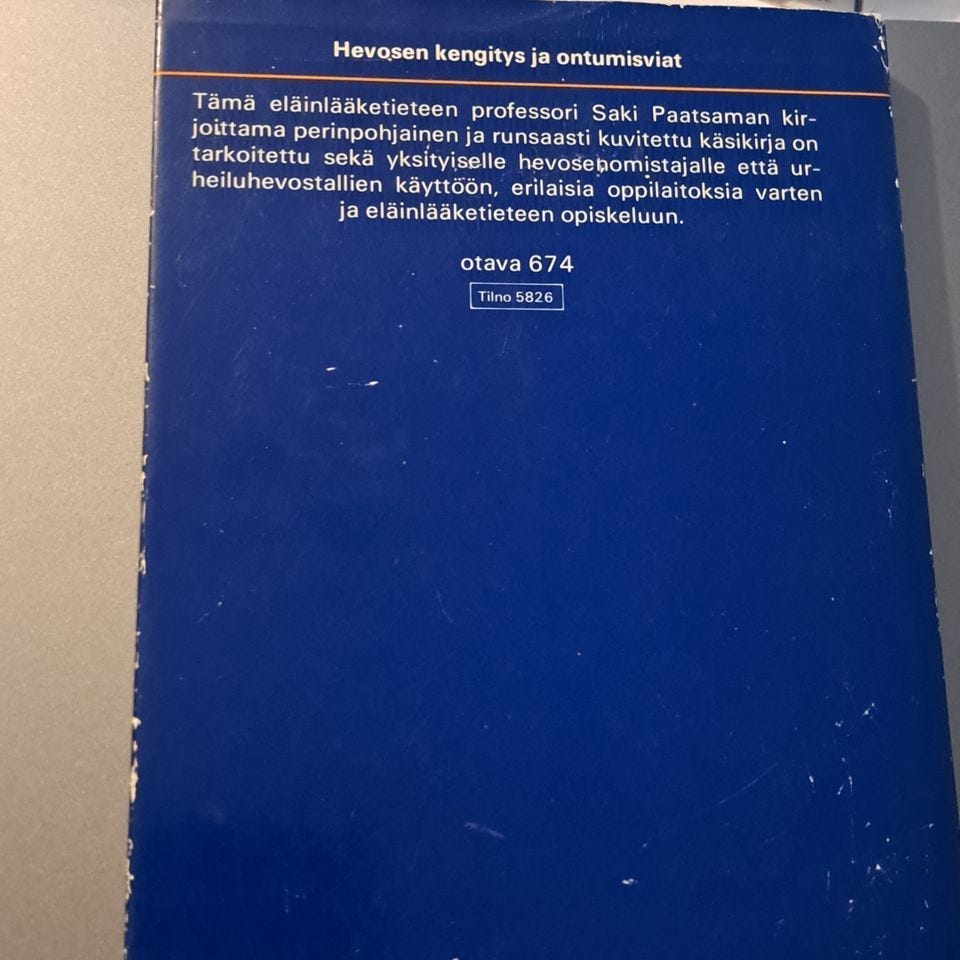 Hevosen kengitys ja ontumisviat
Tämä eläinlääketieteen professori Saki Paatsaman kir-
joittama perinpohjainen ja runsaasti kuvitettu käsikirja on
tarkoitettu sekä yksityiselle hevosenomistajalle että ur-
heiluhevostallien käyttöön, erilaisia oppilaitoksia varten
ja eläinlääketieteen opiskeluun.
otava 674
Tilno 5826